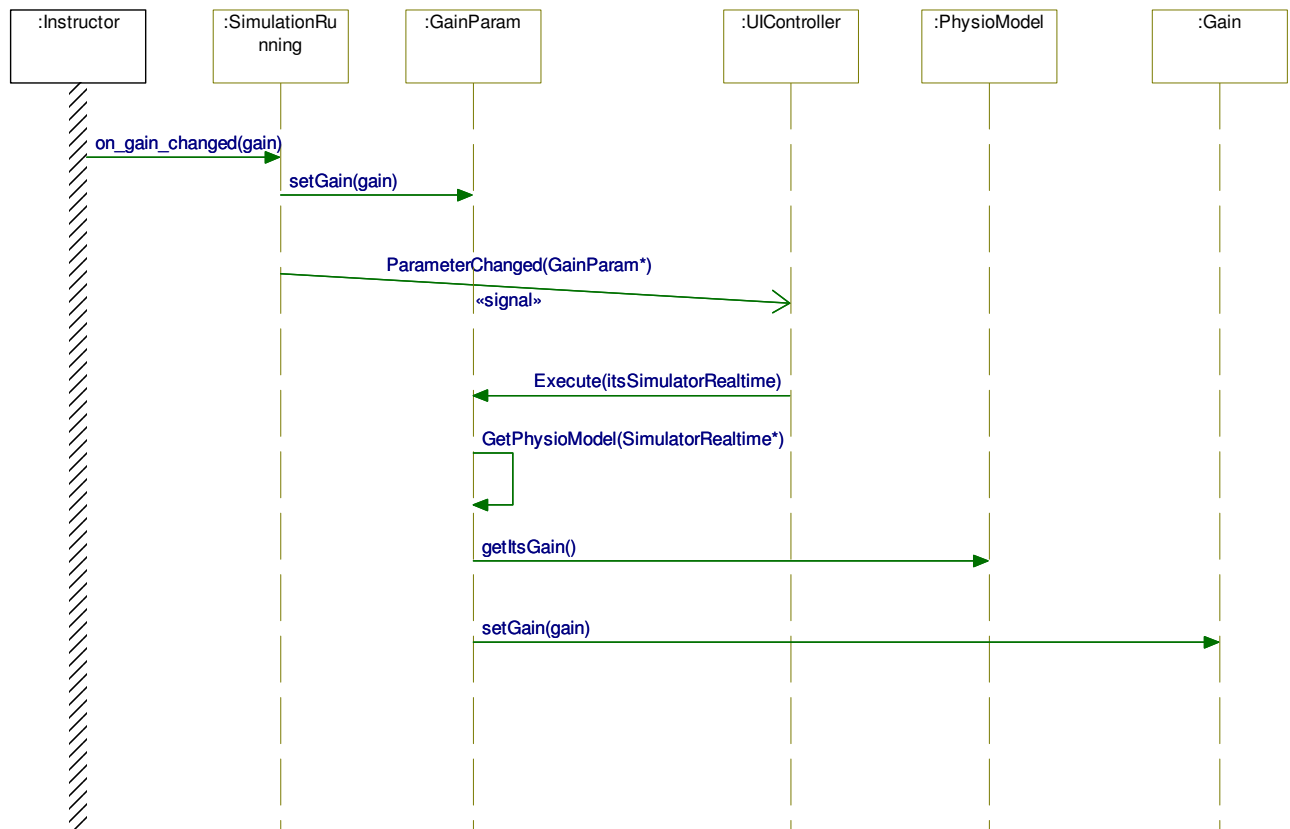 :Instructor
:SimulationRu
nning
:GainParam
:UIController
:PhysioModel
:Gain
on_gain_changed(gain)
setGain(gain)
ParameterChanged(GainParam*)
«signal»
Execute(itsSimulatorRealtime)
GetPhysioModel(SimulatorRealtime*)
getItsGain()
setGain(gain)